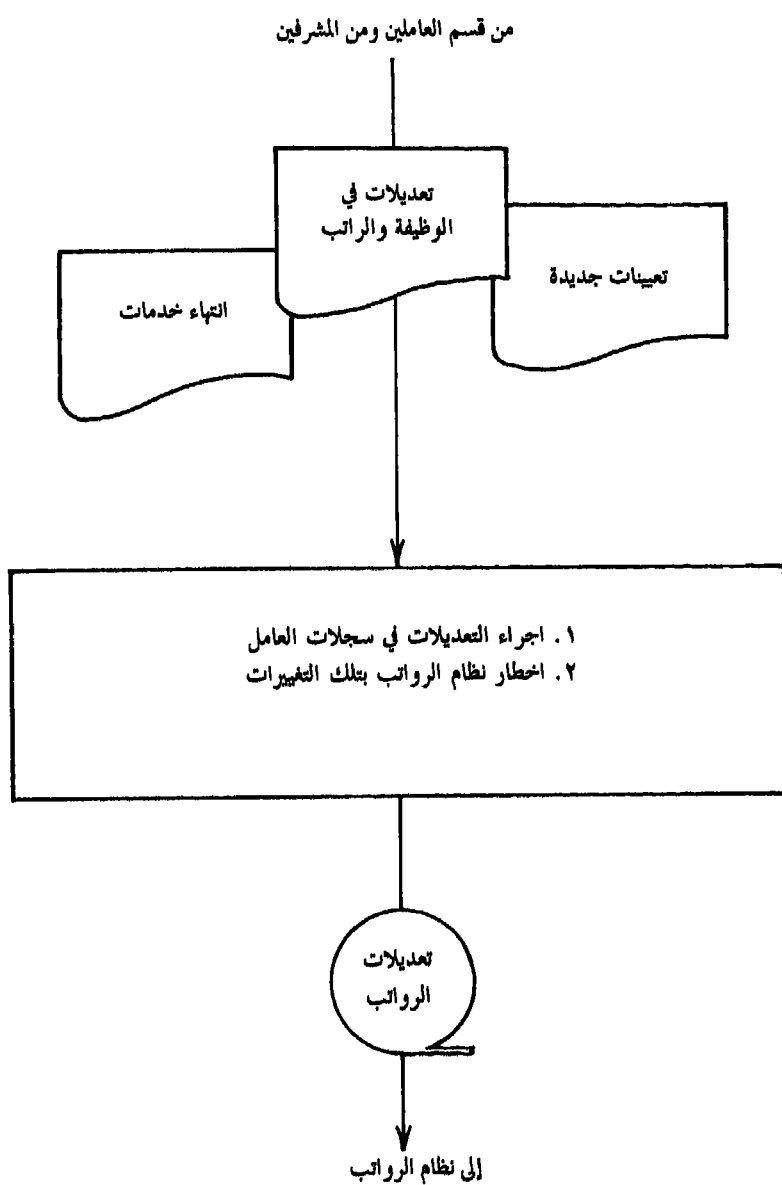 من قسم العاملين ومن المشرفين
تعديلات في
الوظيفة والراتب
تعيينات جديدة
انتهاء خدمات
١. اجراء التعديلات في سجلات العامل
٢. اخطار نظام الرواتب بتلك التغييرات
تعديلات
الرواتب
إلى نظام الرواتب